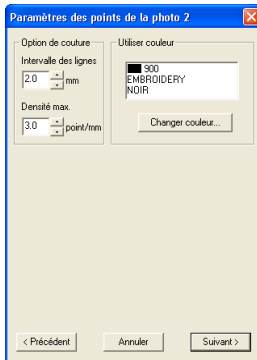 Paramètres des points de la photo 2
Option de couture
Intervalle des lignes
2.0 mm
Densité max.
3.0 point/mm
Utiliser couleur
900
EMBROIDERY
NOIR
Changer couleur...
< Précédent
Annuler
Suivant >